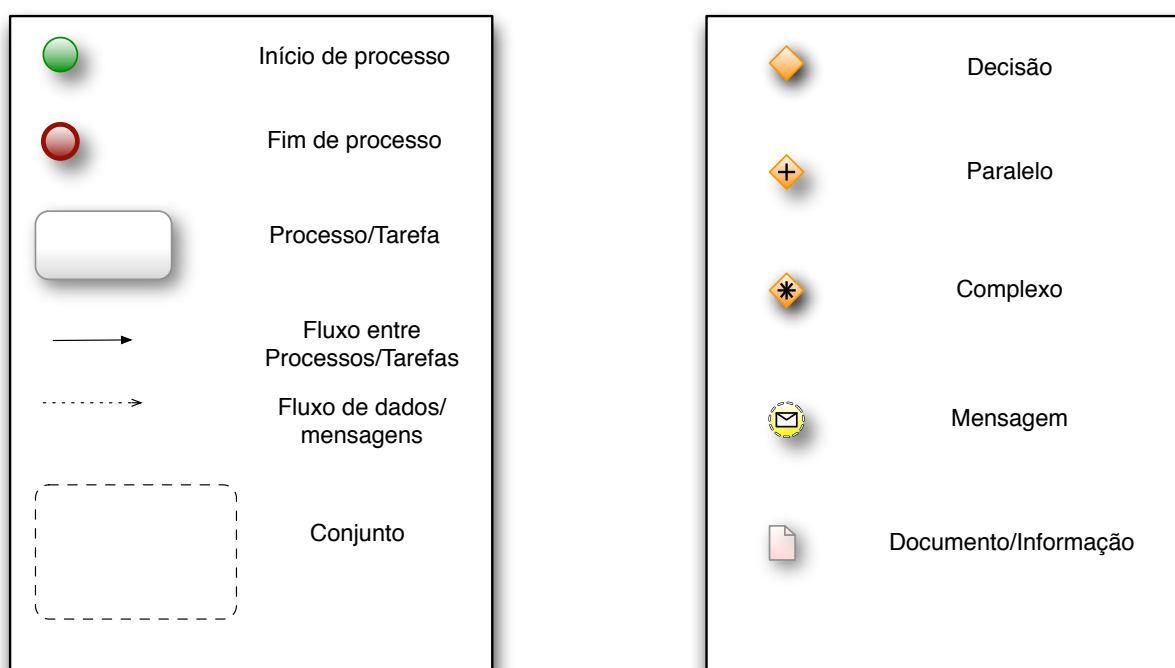 Início de processo
Fim de processo
Processo/Tarefa
Fluxo entre
Processos/Tarefas
Fluxo de dados/
mensagens
Conjunto
Decisão
Paralelo
Complexo
Mensagem
Documento/Informação